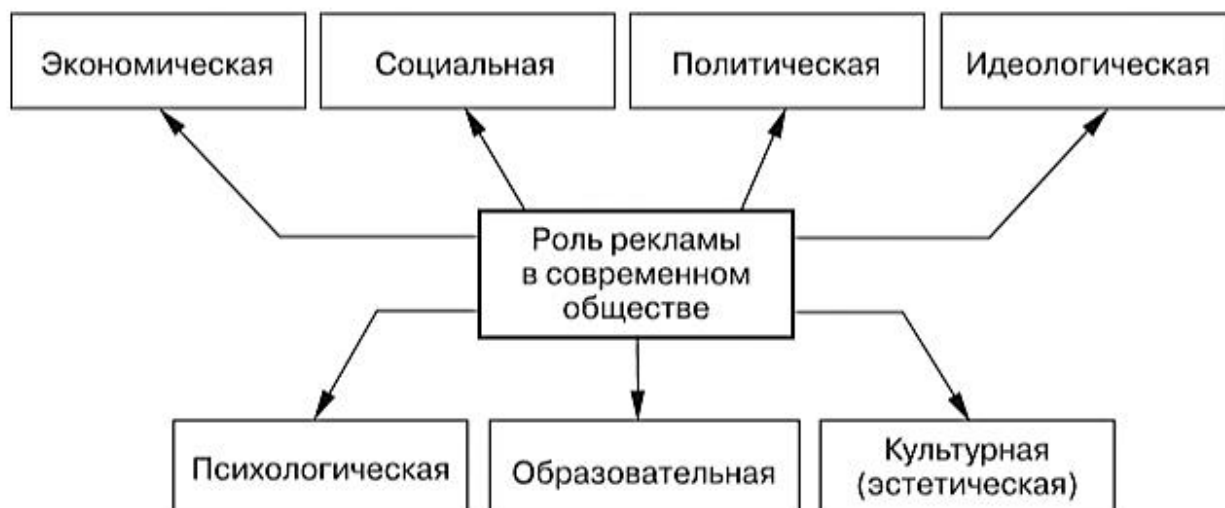 Экономическая
Социальная
Политическая
Идеологическая
Роль рекламы
в современном
обществе
Психологическая
Образовательная
Культурная
(эстетическая)